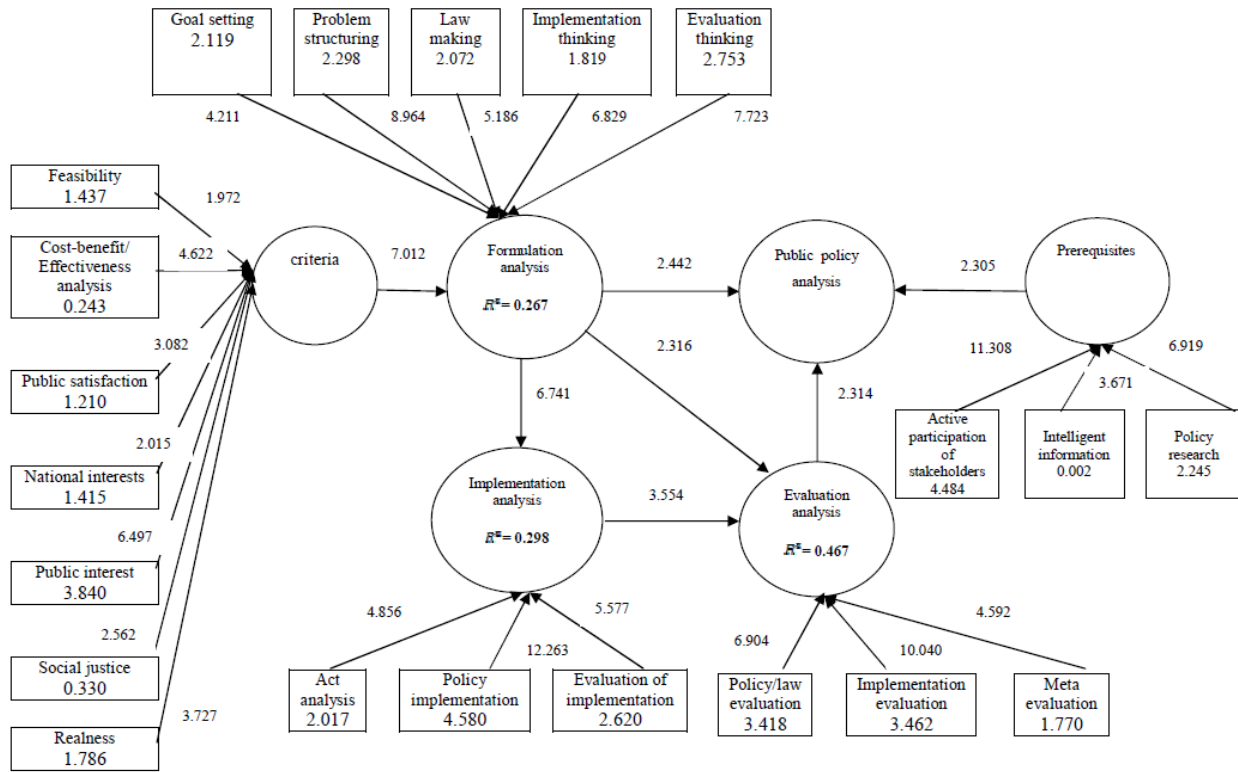 Goal setting
2.119
Problem
structuring
2.298
Law
making
2.072
Implementation
thinking
1.819
Evaluation
thinking
2.753
4.211
8.964
5.186
6.829
7.723
Feasibility
1.437
1.972
Cost-benefit/
Effectiveness
analysis
0.243
4.622
criteria
7.012
Formulation
analysis
R²= 0.267
2.442
Public policy
analysis
2.305
Prerequisites
3.082
Public satisfaction
1.210
2.316
11.308
6.919
3.671
6.741
2.314
Active
participation
of
stakeholders
4.484
Intelligent
information
0.002
Policy
research
2.245
2.015
National interests
1.415
Implementation
analysis
R²= 0.298
3.554
Evaluation
analysis
R²= 0.467
6.497
Public interest
3.840
4.856
5.577
12.263
6.904
10.040
4.592
2.562
Social justice
0.330
Act
analysis
2.017
Policy
implementation
4.580
Evaluation of
implementation
2.620
Policy/law
evaluation
3.418
Implementation
evaluation
3.462
Meta
evaluation
1.770
3.727
Realness
1.786